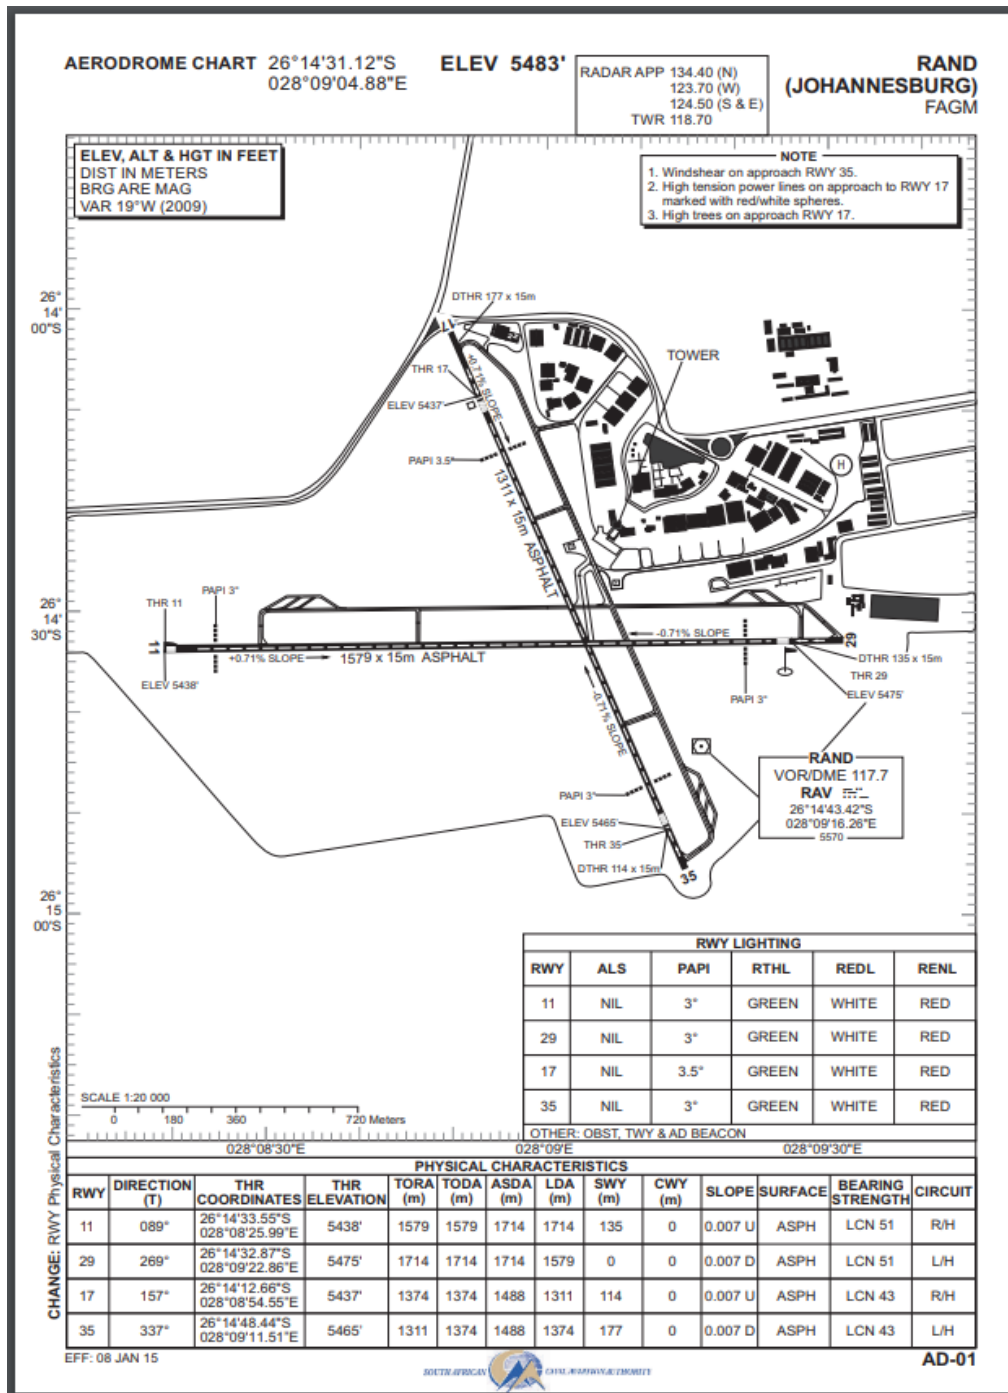 AERODROME CHART 26°14'31.12"S
028°09'04.88"E
ELEV 5483'
RADAR APP 134.40 (N)
123.70 (W)
124.50 (S & E)
TWR 118.70
RAND
(JOHANNESBURG)
FAGM
ELEV, ALT & HGT IN FEET
DIST IN METERS
BRG ARE MAG
VAR 19°W (2009)
NOTE
1. Windshear on approach RWY 35.
2. High tension power lines on approach to RWY 17
marked with red/white spheres.
3. High trees on approach RWY 17.
26°
14'
00"S
DTHR 177 x 15m
17
THR 17
+0.71% SLOPE
ELEV 5437'
PAPI 3.5°
1311 x 15m ASPHALT
TOWER
H
26°
14'
30"S
THR 11
PAPI 3°
11
+0.71% SLOPE
1579 x 15m ASPHALT
ELEV 5438'
-0.71% SLOPE
29
DTHR 135 x 15m
THR 29
ELEV 5475'
PAPI 3°
-0.71% SLOPE
RAND
VOR/DME 117.7
RAV
26°14'43.42"S
028°09'16.26"E
5570
PAPI 3°
ELEV 5465'
THR 35
DTHR 114 x 15m
35
26°
15
00"S
RWY LIGHTING
RWY ALS PAPI RTHL REDL RENL
11 NIL 3° GREEN WHITE RED
29 NIL 3° GREEN WHITE RED
17 NIL 3.5° GREEN WHITE RED
35 NIL 3° GREEN WHITE RED
OTHER: OBST, TWY & AD BEACON
SCALE 1:20 000
0 180 360 720 Meters
028°08'30"E 028°09'E 028°09'30"E
CHANGE: RWY Physical Characteristics
PHYSICAL CHARACTERISTICS
RWY DIRECTION (T) THR COORDINATES THR ELEVATION TORA (m) TODA (m) ASDA (m) LDA (m) SWY (m) CWY (m) SLOPE SURFACE BEARING STRENGTH CIRCUIT
11 089° 26°14'33.55"S 028°08'25.99"E 5438' 1579 1579 1714 1714 135 0 0.007 U ASPH LCN 51 R/H
29 269° 26°14'32.87"S 028°09'22.86"E 5475' 1714 1714 1714 1579 0 0 0.007 D ASPH LCN 51 L/H
17 157° 26°14'12.66"S 028°08'54.55"E 5437' 1374 1374 1488 1311 114 0 0.007 U ASPH LCN 43 R/H
35 337° 26°14'48.44"S 028°09'11.51"E 5465' 1311 1374 1488 1374 177 0 0.007 D ASPH LCN 43 L/H
EFF: 08 JAN 15
SOUTH AFRICAN CIVIL AVIATION AUTHORITY
AD-01